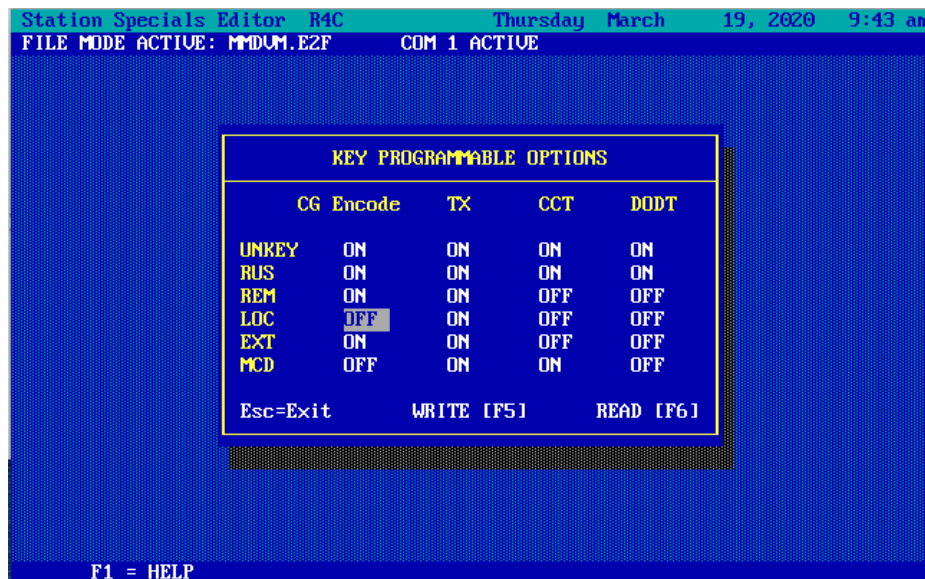 Station Specials Editor R4C Thursday March 19, 2020 9:43 am
FILE MODE ACTIVE: MMDVM.E2F COM 1 ACTIVE
KEY PROGRAMMABLE OPTIONS
CG Encode TX CCT DODT
UNKEY ON ON ON ON
RUS ON ON ON ON
REM ON ON OFF OFF
LOC OFF ON OFF OFF
EXT ON ON OFF OFF
MCD OFF ON ON OFF
Esc=Exit WRITE [F5] READ [F6]
F1 = HELP